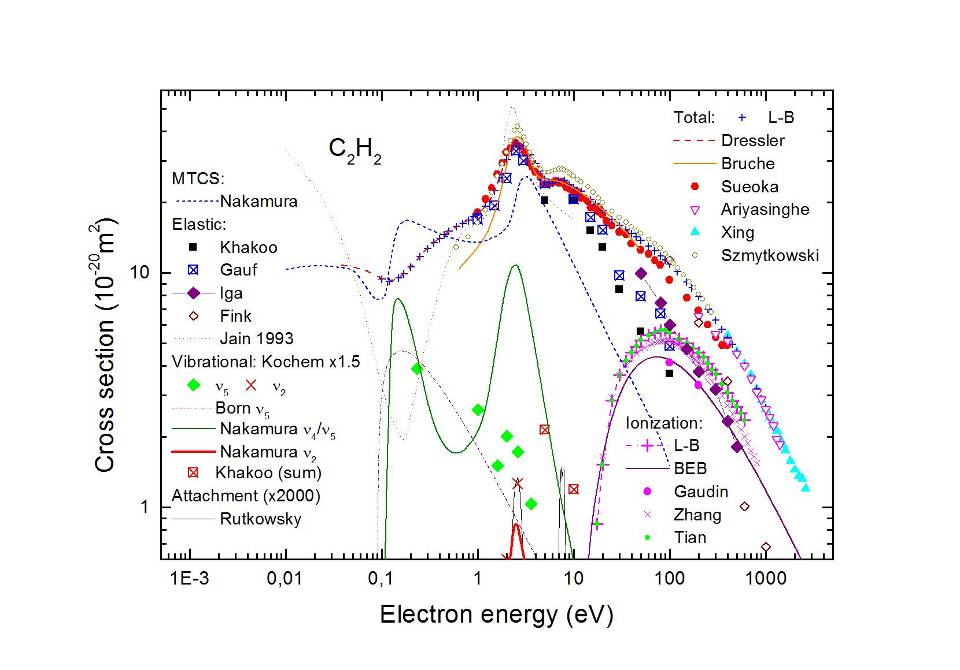 C2H2
MTCS:
Nakamura
Elastic:
Khakoo
Gauf
Iga
Fink
Jain 1993
Vibrational: Kochem x1.5
ν5 ν2
Born ν5
Nakamura ν4/ν5
Nakamura ν2
Khakoo (sum)
Attachment (x2000)
Rutkowsky
Total: L-B
Dressler
Bruche
Sueoka
Ariyasinghe
Xing
Szmytkowski
Ionization:
L-B
BEB
Gaudin
Zhang
Tian
Cross section (10-20m2)
10
1
1E-3 0,01 0,1 1 10 100 1000
Electron energy (eV)